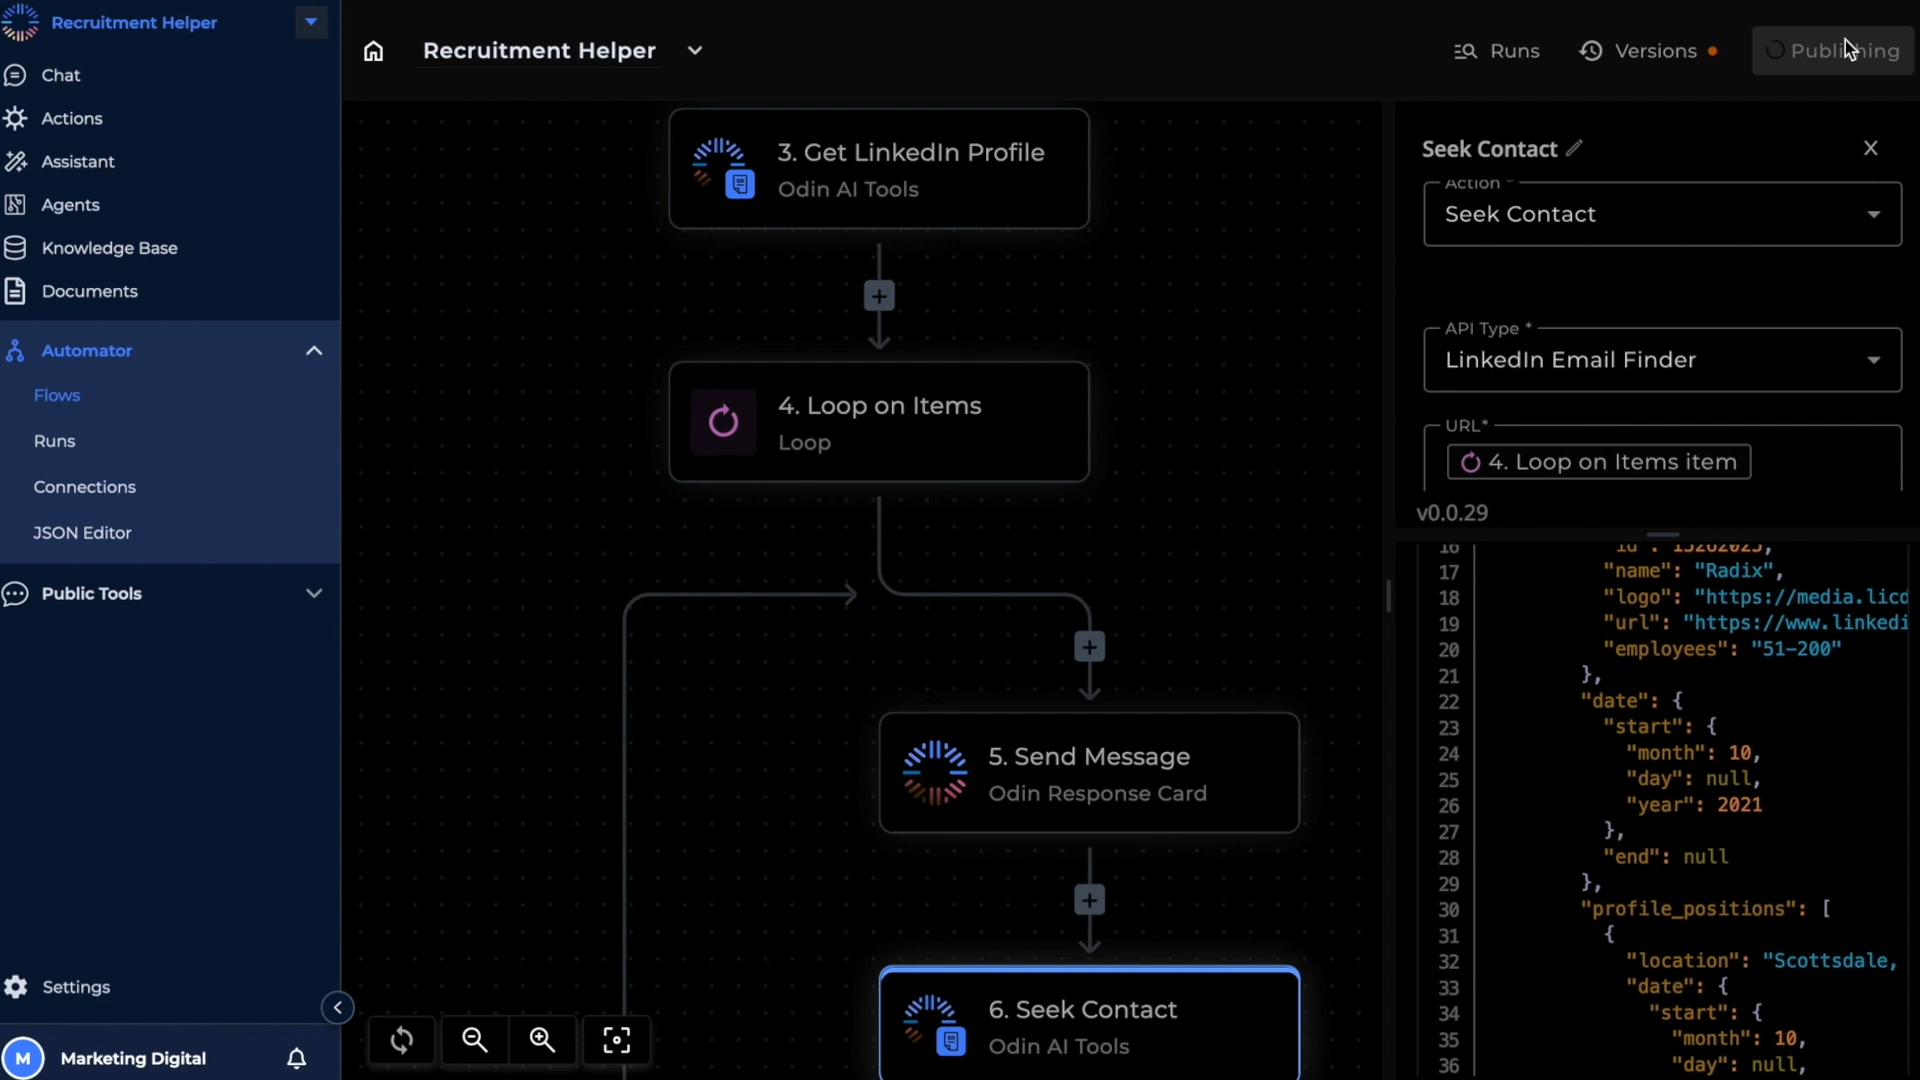 Recruitment Helper
Chat
Actions
Assistant
Agents
Knowledge Base
Documents
Automator
Flows
Runs
Connections
JSON Editor
Public Tools
Settings
M
Marketing Digital
Recruitment Helper
Runs
Versions
Publishing
3. Get LinkedIn Profile
Odin AI Tools
4. Loop on Items
Loop
5. Send Message
Odin Response Card
6. Seek Contact
Odin AI Tools
Seek Contact
Action *
Seek Contact
API Type *
LinkedIn Email Finder
URL*
4. Loop on Items item
v0.0.29
16 "id": 15262025,
17 "name": "Radix",
18 "logo": "https://media.licd
19 "url": "https://www.linkedi
20 "employees": "51-200"
21 },
22 "date": {
23 "start": {
24 "month": 10,
25 "day": null,
26 "year": 2021
27 },
28 "end": null
29 },
30 "profile_positions": [
31 {
32 "location": "Scottsdale,
33 "date": {
34 "start": {
35 "month": 10,
36 "day": null,